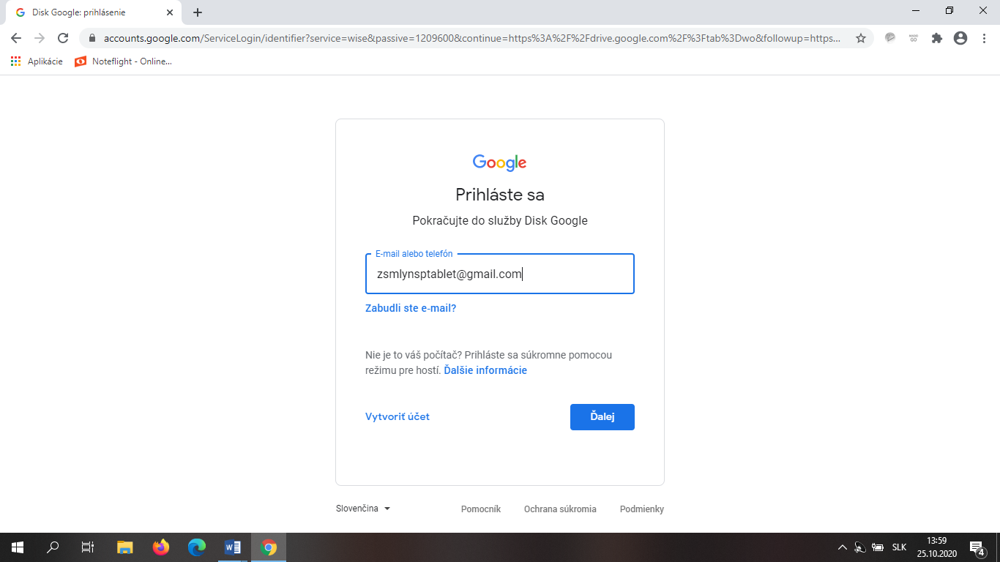 Disk Google: prihlásenie
accounts.google.com/ServiceLogin/identifier?service=wise&passive=1209600&continue=https%3A%2F%2Fdrive.google.com%2F%3Ftab%3Dwo&followup=https...
Aplikácie
Noteflight - Online...
Google
Prihláste sa
Pokračujte do služby Disk Google
E-mail alebo telefón
zsmlynsptablet@gmail.com
Zabudli ste e-mail?
Nie je to váš počítač? Prihláste sa súkromne pomocou
režimu pre hostí. Ďalšie informácie
Vytvoriť účet
Ďalej
Slovenčina
Pomocník
Ochrana súkromia
Podmienky
SLK
13:59
25.10.2020
4